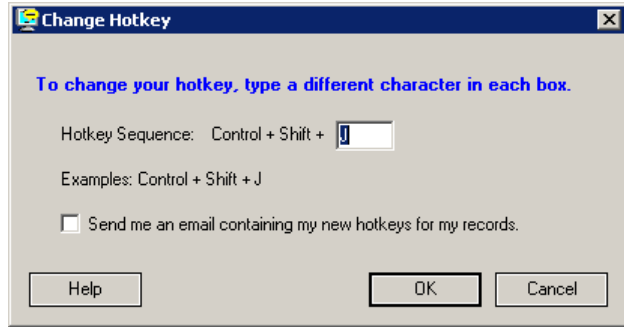 Change Hotkey
To change your hotkey, type a different character in each box.
Hotkey Sequence: Control + Shift + J
Examples: Control + Shift + J
Send me an email containing my new hotkeys for my records.
Help OK Cancel